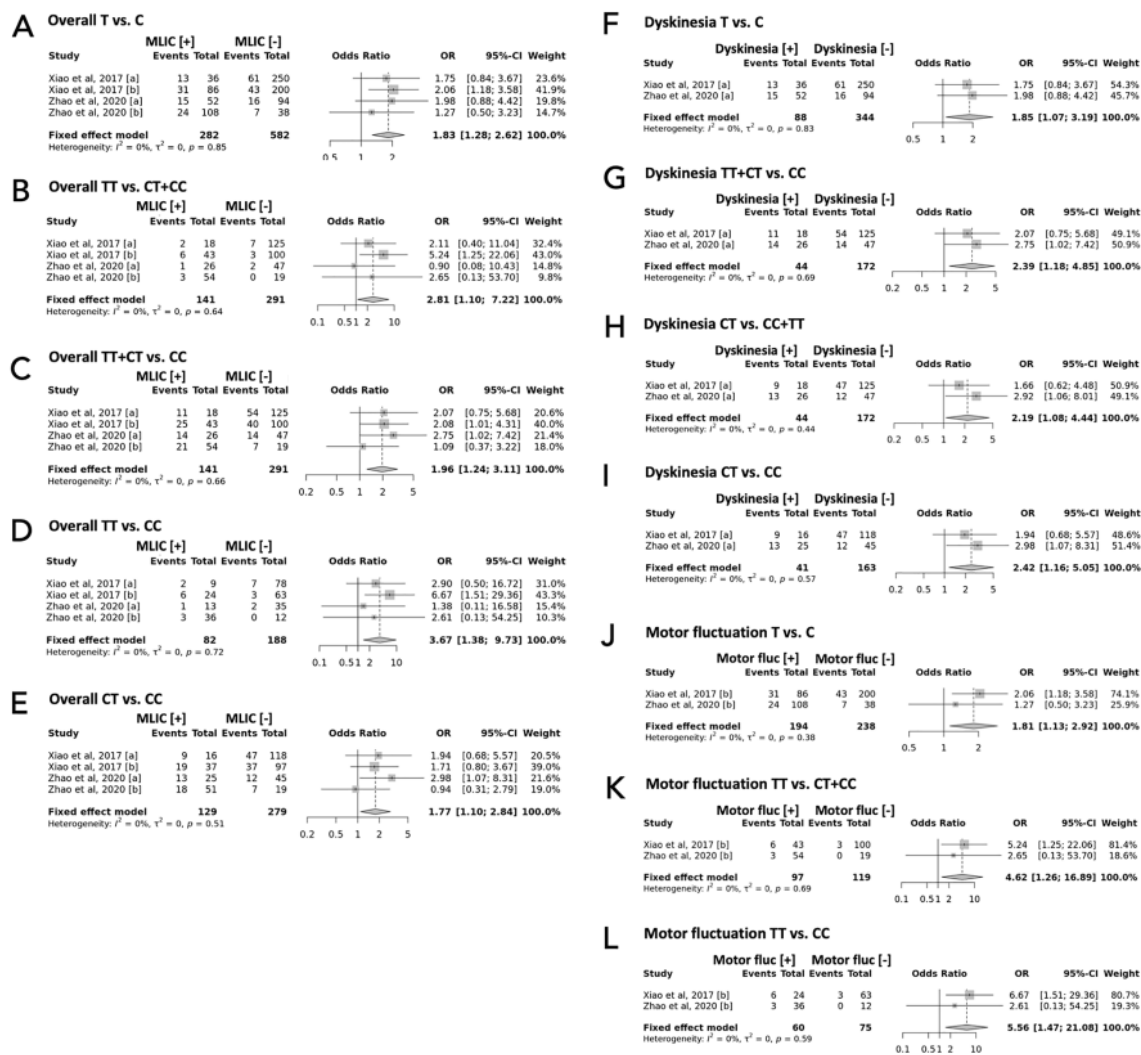 A Overall T vs. C
MLIC [+] MLIC [-]
Study Events Total Events Total Odds Ratio OR 95%-CI Weight
Xiao et al, 2017 [a] 13 36 61 250 1.75 [0.84; 3.67] 23.6%
Xiao et al, 2017 [b] 31 86 43 200 2.06 [1.18; 3.58] 41.9%
Zhao et al, 2020 [a] 15 52 16 94 1.98 [0.88; 4.42] 19.8%
Zhao et al, 2020 [b] 24 108 7 38 1.27 [0.50; 3.23] 14.7%
Fixed effect model 282 582 1.83 [1.28; 2.62] 100.0%
Heterogeneity: I² = 0%, τ² = 0, p = 0.85
0.5 1 2
B Overall TT vs. CT+CC
MLIC [+] MLIC [-]
Study Events Total Events Total Odds Ratio OR 95%-CI Weight
Xiao et al, 2017 [a] 2 18 7 125 2.11 [0.40; 11.04] 32.4%
Xiao et al, 2017 [b] 6 43 3 100 5.24 [1.25; 22.06] 43.0%
Zhao et al, 2020 [a] 1 26 2 47 0.90 [0.08; 10.43] 14.8%
Zhao et al, 2020 [b] 3 54 0 19 2.65 [0.13; 53.70] 9.8%
Fixed effect model 141 291 2.81 [1.10; 7.22] 100.0%
Heterogeneity: I² = 0%, τ² = 0, p = 0.64
0.1 0.5 1 2 10
C Overall TT+CT vs. CC
MLIC [+] MLIC [-]
Study Events Total Events Total Odds Ratio OR 95%-CI Weight
Xiao et al, 2017 [a] 11 18 54 125 2.07 [0.75; 5.68] 20.6%
Xiao et al, 2017 [b] 25 43 40 100 2.08 [1.01; 4.31] 40.0%
Zhao et al, 2020 [a] 14 26 14 47 2.75 [1.02; 7.42] 21.4%
Zhao et al, 2020 [b] 21 54 7 19 1.09 [0.37; 3.22] 18.0%
Fixed effect model 141 291 1.96 [1.24; 3.11] 100.0%
Heterogeneity: I² = 0%, τ² = 0, p = 0.66
0.2 0.5 1 2 5
D Overall TT vs. CC
MLIC [+] MLIC [-]
Study Events Total Events Total Odds Ratio OR 95%-CI Weight
Xiao et al, 2017 [a] 2 9 7 78 2.90 [0.50; 16.72] 31.0%
Xiao et al, 2017 [b] 6 24 3 63 6.67 [1.51; 29.36] 43.3%
Zhao et al, 2020 [a] 1 13 2 35 1.38 [0.11; 16.58] 15.4%
Zhao et al, 2020 [b] 3 36 0 12 2.61 [0.13; 54.25] 10.3%
Fixed effect model 82 188 3.67 [1.38; 9.73] 100.0%
Heterogeneity: I² = 0%, τ² = 0, p = 0.72
0.1 0.5 1 2 10
E Overall CT vs. CC
MLIC [+] MLIC [-]
Study Events Total Events Total Odds Ratio OR 95%-CI Weight
Xiao et al, 2017 [a] 9 16 47 118 1.94 [0.68; 5.57] 20.5%
Xiao et al, 2017 [b] 19 37 37 97 1.71 [0.80; 3.67] 39.0%
Zhao et al, 2020 [a] 13 25 12 45 2.98 [1.07; 8.31] 21.6%
Zhao et al, 2020 [b] 18 51 7 19 0.94 [0.31; 2.79] 18.9%
Fixed effect model 129 279 1.77 [1.10; 2.84] 100.0%
Heterogeneity: I² = 0%, τ² = 0, p = 0.51
0.2 0.5 1 2 5
F Dyskinesia T vs. C
Dyskinesia [+] Dyskinesia [-]
Study Events Total Events Total Odds Ratio OR 95%-CI Weight
Xiao et al, 2017 [a] 13 36 61 250 1.75 [0.84; 3.67] 54.3%
Zhao et al, 2020 [a] 15 52 16 94 1.98 [0.88; 4.42] 45.7%
Fixed effect model 88 344 1.85 [1.07; 3.19] 100.0%
Heterogeneity: I² = 0%, τ² = 0, p = 0.83
0.5 1 2
G Dyskinesia TT+CT vs. CC
Dyskinesia [+] Dyskinesia [-]
Study Events Total Events Total Odds Ratio OR 95%-CI Weight
Xiao et al, 2017 [a] 11 18 54 125 2.07 [0.75; 5.68] 49.1%
Zhao et al, 2020 [a] 14 26 14 47 2.75 [1.02; 7.42] 50.9%
Fixed effect model 44 172 2.39 [1.18; 4.85] 100.0%
Heterogeneity: I² = 0%, τ² = 0, p = 0.69
0.2 0.5 1 2 5
H Dyskinesia CT vs. CC+TT
Dyskinesia [+] Dyskinesia [-]
Study Events Total Events Total Odds Ratio OR 95%-CI Weight
Xiao et al, 2017 [a] 9 18 47 125 1.66 [0.62; 4.48] 50.9%
Zhao et al, 2020 [a] 13 26 12 47 2.92 [1.06; 8.01] 49.1%
Fixed effect model 44 172 2.19 [1.08; 4.44] 100.0%
Heterogeneity: I² = 0%, τ² = 0, p = 0.44
0.2 0.5 1 2 5
I Dyskinesia CT vs. CC
Dyskinesia [+] Dyskinesia [-]
Study Events Total Events Total Odds Ratio OR 95%-CI Weight
Xiao et al, 2017 [a] 9 16 47 118 1.94 [0.68; 5.57] 48.6%
Zhao et al, 2020 [a] 13 25 12 45 2.98 [1.07; 8.31] 51.4%
Fixed effect model 41 163 2.42 [1.16; 5.05] 100.0%
Heterogeneity: I² = 0%, τ² = 0, p = 0.57
0.2 0.5 1 2 5
J Motor fluctuation T vs. C
Motor fluc [+] Motor fluc [-]
Study Events Total Events Total Odds Ratio OR 95%-CI Weight
Xiao et al, 2017 [b] 31 86 43 200 2.06 [1.18; 3.58] 74.1%
Zhao et al, 2020 [b] 24 108 7 38 1.27 [0.50; 3.23] 25.9%
Fixed effect model 194 238 1.81 [1.13; 2.92] 100.0%
Heterogeneity: I² = 0%, τ² = 0, p = 0.38
0.5 1 2
K Motor fluctuation TT vs. CT+CC
Motor fluc [+] Motor fluc [-]
Study Events Total Events Total Odds Ratio OR 95%-CI Weight
Xiao et al, 2017 [b] 6 43 3 100 5.24 [1.25; 22.06] 81.4%
Zhao et al, 2020 [b] 3 54 0 19 2.65 [0.13; 53.70] 18.6%
Fixed effect model 97 119 4.62 [1.26; 16.89] 100.0%
Heterogeneity: I² = 0%, τ² = 0, p = 0.69
0.1 0.5 1 2 10
L Motor fluctuation TT vs. CC
Motor fluc [+] Motor fluc [-]
Study Events Total Events Total Odds Ratio OR 95%-CI Weight
Xiao et al, 2017 [b] 6 24 3 63 6.67 [1.51; 29.36] 80.7%
Zhao et al, 2020 [b] 3 36 0 12 2.61 [0.13; 54.25] 19.3%
Fixed effect model 60 75 5.56 [1.47; 21.08] 100.0%
Heterogeneity: I² = 0%, τ² = 0, p = 0.59
0.1 0.5 1 2 10